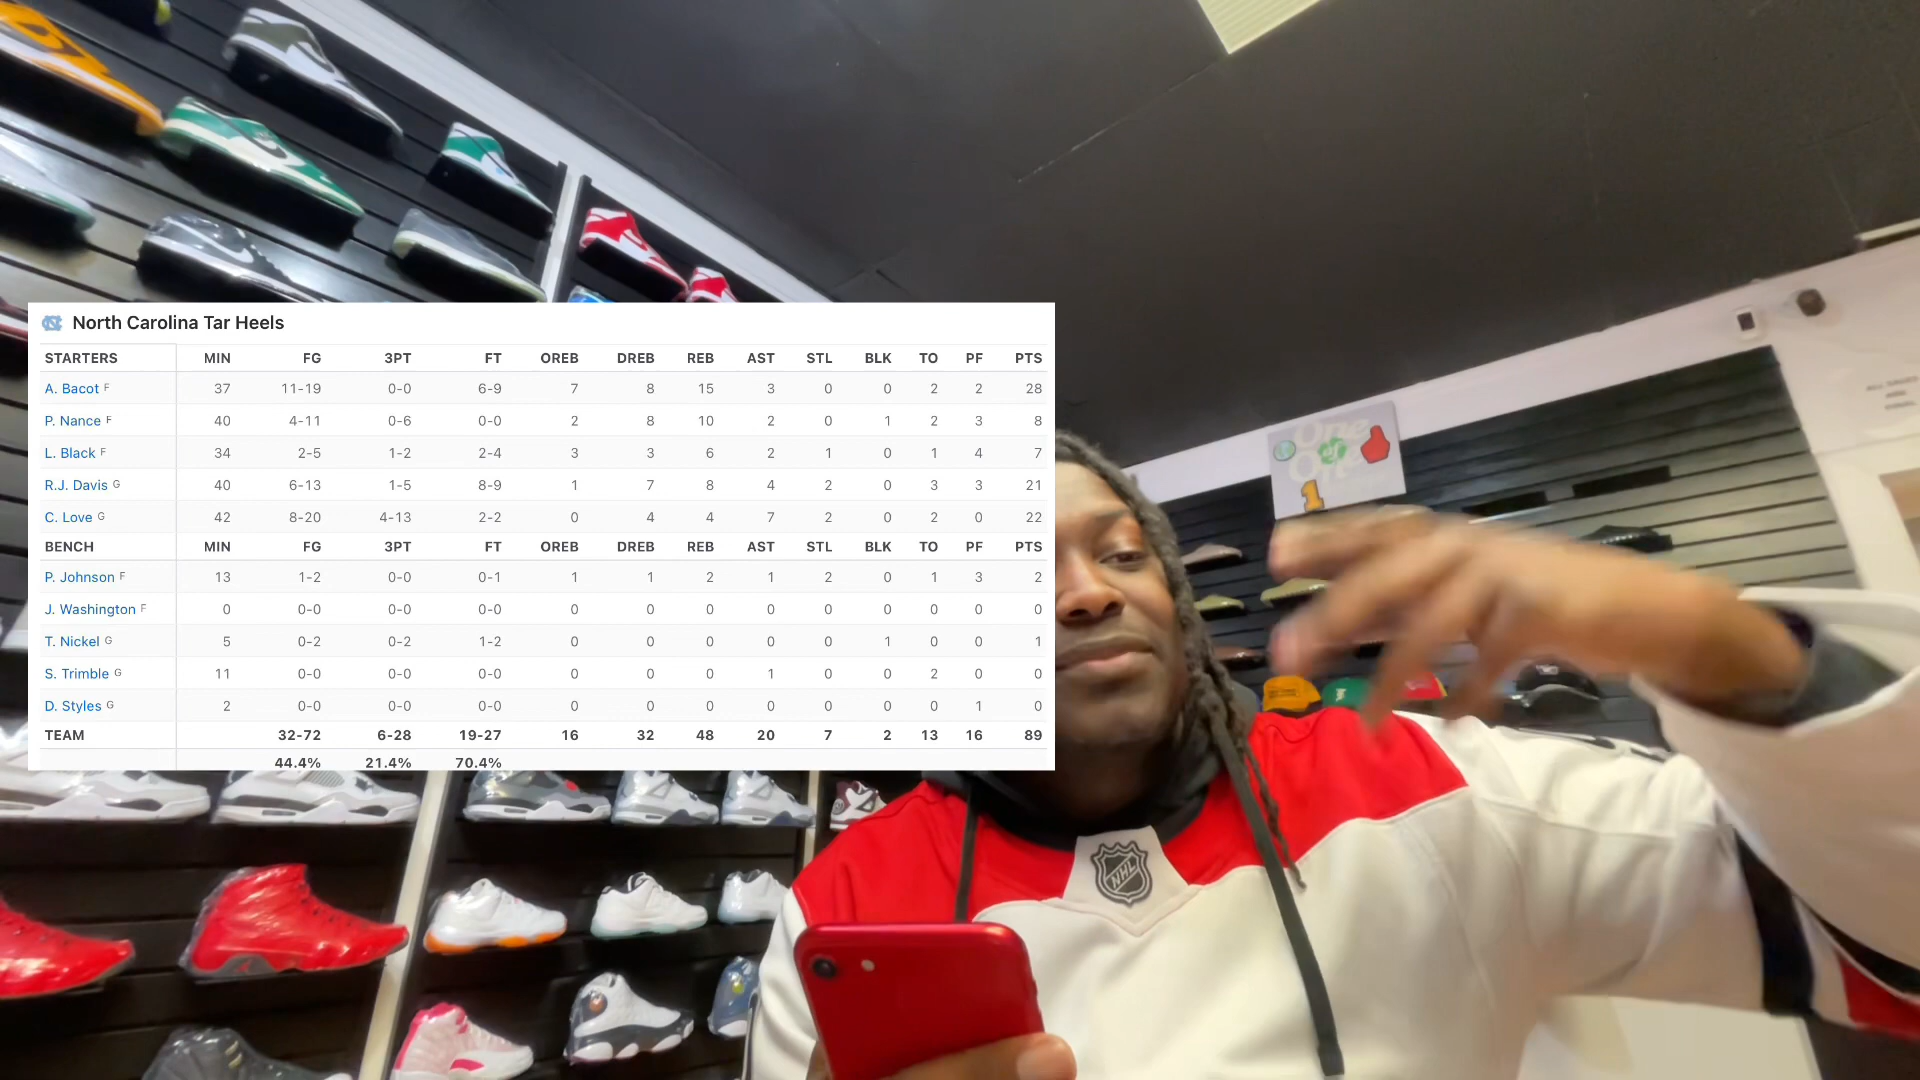 North Carolina Tar Heels
STARTERS MIN FG 3PT FT OREB DREB REB AST STL BLK TO PF PTS
A. Bacot F 37 11-19 0-0 6-9 7 8 15 3 0 0 2 2 28
P. Nance F 40 4-11 0-6 0-0 2 8 10 2 0 1 2 3 8
L. Black F 34 2-5 1-2 2-4 3 3 6 2 1 0 1 4 7
R.J. Davis G 40 6-13 1-5 8-9 1 7 8 4 2 0 3 3 21
C. Love G 42 8-20 4-13 2-2 0 4 4 7 2 0 2 0 22
BENCH MIN FG 3PT FT OREB DREB REB AST STL BLK TO PF PTS
P. Johnson F 13 1-2 0-0 0-1 1 1 2 1 2 0 1 3 2
J. Washington F 0 0-0 0-0 0-0 0 0 0 0 0 0 0 0 0
T. Nickel G 5 0-2 0-2 1-2 0 0 0 0 0 1 0 0 1
S. Trimble G 11 0-0 0-0 0-0 0 0 0 1 0 0 2 0 0
D. Styles G 2 0-0 0-0 0-0 0 0 0 0 0 0 0 1 0
TEAM 32-72 6-28 19-27 16 32 48 20 7 2 13 16 89
44.4% 21.4% 70.4%
One
of
One
1
NHL